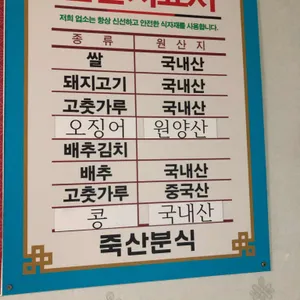 저희 업소는 항상 신선하고 안전한 식자재를 사용합니다.
종 류 원 산 지
쌀 국내산
돼지고기 국내산
고춧가루 국내산
오징어 원양산
배추김치
배추 국내산
고춧가루 중국산
콩 국내산
죽산분식